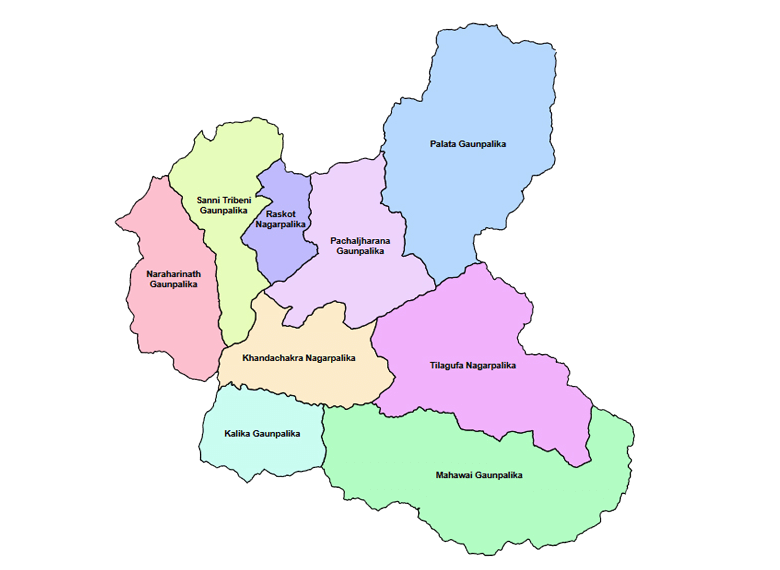 Palata Gaunpalika
Sanni Tribeni
Gaunpalika
Raskot
Nagarpalika
Pachaljharana
Gaunpalika
Naraharinath
Gaunpalika
Khandachakra Nagarpalika
Tilagufa Nagarpalika
Kalika Gaunpalika
Mahawai Gaunpalika